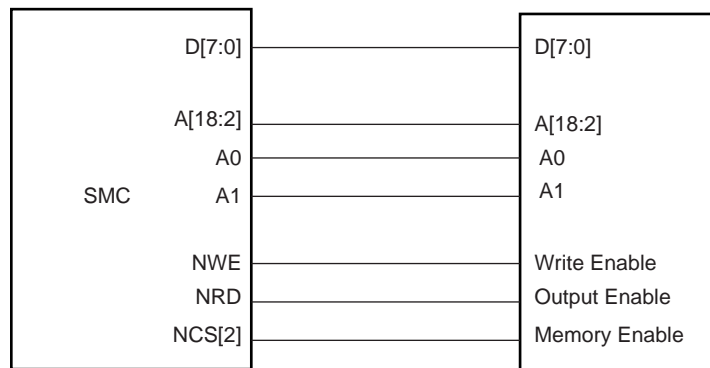 D[7:0] D[7:0]
A[18:2] A[18:2]
A0 A0
SMC A1 A1
NWE Write Enable
NRD Output Enable
NCS[2] Memory Enable